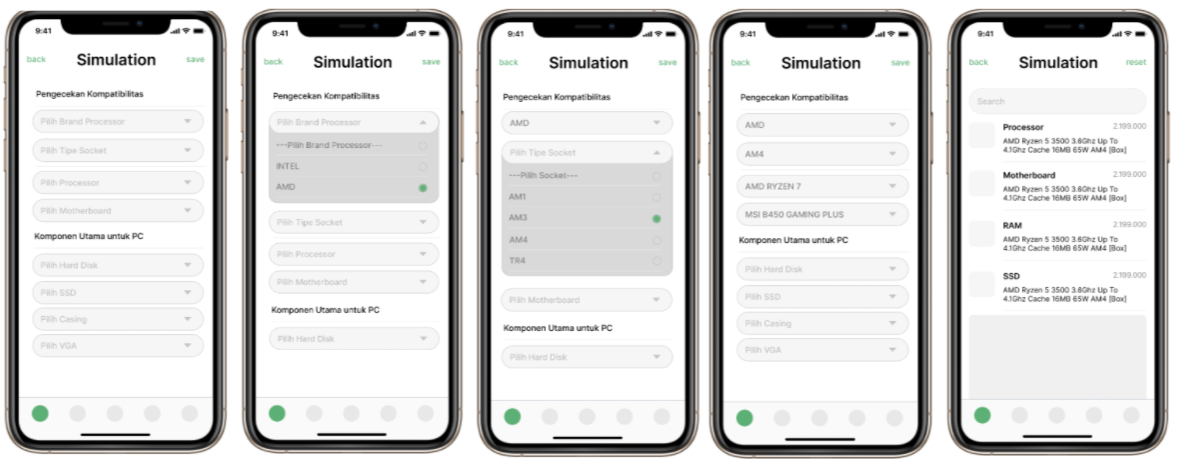 9:41
back Simulation save
Pengecekan Kompatibilitas
Pilih Brand Processor
Pilih Tipe Socket
Pilih Processor
Pilih Motherboard
Komponen Utama untuk PC
Pilih Hard Disk
Pilih SSD
Pilih Casing
Pilih VGA
9:41
back Simulation save
Pengecekan Kompatibilitas
Pilih Brand Processor
---Pilih Brand Processor---
INTEL
AMD
Pilih Tipe Socket
Pilih Processor
Pilih Motherboard
Komponen Utama untuk PC
Pilih Hard Disk
9:41
back Simulation save
Pengecekan Kompatibilitas
AMD
Pilih Tipe Socket
---Pilih Socket---
AM1
AM3
AM4
TR4
Pilih Motherboard
Komponen Utama untuk PC
Pilih Hard Disk
9:41
back Simulation save
Pengecekan Kompatibilitas
AMD
AM4
AMD RYZEN 7
MSI B450 GAMING PLUS
Komponen Utama untuk PC
Pilih Hard Disk
Pilih SSD
Pilih Casing
Pilih VGA
9:41
back Simulation reset
Search
Processor 2.199.000
AMD Ryzen 5 3500 3.6Ghz Up To
4.1Ghz Cache 16MB 65W AM4 [Box]
Motherboard 2.199.000
AMD Ryzen 5 3500 3.6Ghz Up To
4.1Ghz Cache 16MB 65W AM4 [Box]
RAM 2.199.000
AMD Ryzen 5 3500 3.6Ghz Up To
4.1Ghz Cache 16MB 65W AM4 [Box]
SSD 2.199.000
AMD Ryzen 5 3500 3.6Ghz Up To
4.1Ghz Cache 16MB 65W AM4 [Box]